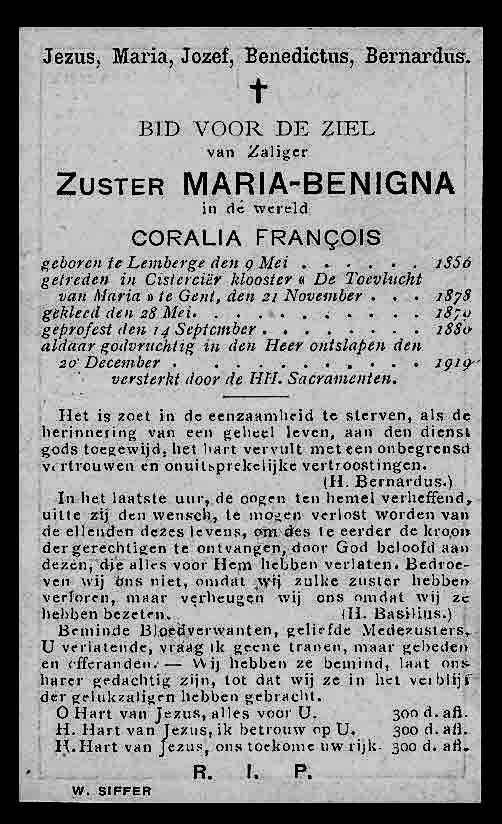 Jezus, Maria, Jozef, Benedictus, Bernardus.
BID VOOR DE ZIEL
van Zaliger
ZUSTER MARIA-BENIGNA
in de wereld
CORALIA FRANÇOIS
geboren te Lemberge den 9 Mei . . . . . . 1856
getreden in Cisterciër klooster « De Toevlucht
van Maria » te Gent, den 21 November . . . 1878
gekleed den 28 Mei. . . . . . . . . . .
geprofest den 14 September . . . . . . . . 1880
aldaar godvruchtig in den Heer ontslapen den
20 December . . . . . . . . . . . 1919
versterkt door de HH. Sacramenten.
Het is zoet in de eenzaamheid te sterven, als de
herinnering van een geheel leven, aan den dienst
gods toegewijd, het hart vervult met een onbegrensd
vertrouwen en onuitsprekelijke vertroostingen.
(H. Bernardus.)
In het laatste uur, de oogen ten hemel verheffend,
uitte zij den wensch, te mogen verlost worden van
de ellenden dezes levens, om des te eerder de kroon
der gerechtigen te ontvangen, door God beloofd aan
dezen, die alles voor Hem hebben verlaten. Bedroe-
ven wij ons niet, omdat wij zulke zuster hebben
verloren, maar verheugen wij ons omdat wij ze
hebben bezeten. (H. Basilius.)
Beminde Bloedverwanten, geliefde Medezusters,
U verlatende, vraag ik geene tranen, maar gebeden
en offeranden. — Wij hebben ze bemind, laat ons
harer gedachtig zijn, tot dat wij ze in het verblijf
der gelukzaligen hebben gebracht.
O Hart van Jezus, alles voor U. 300 d. afl.
H. Hart van Jezus, ik betrouw op U. 300 d. afl.
H. Hart van Jezus, ons toekome uw rijk. 300 d. afl.
R. I. P.
W. SIFFER